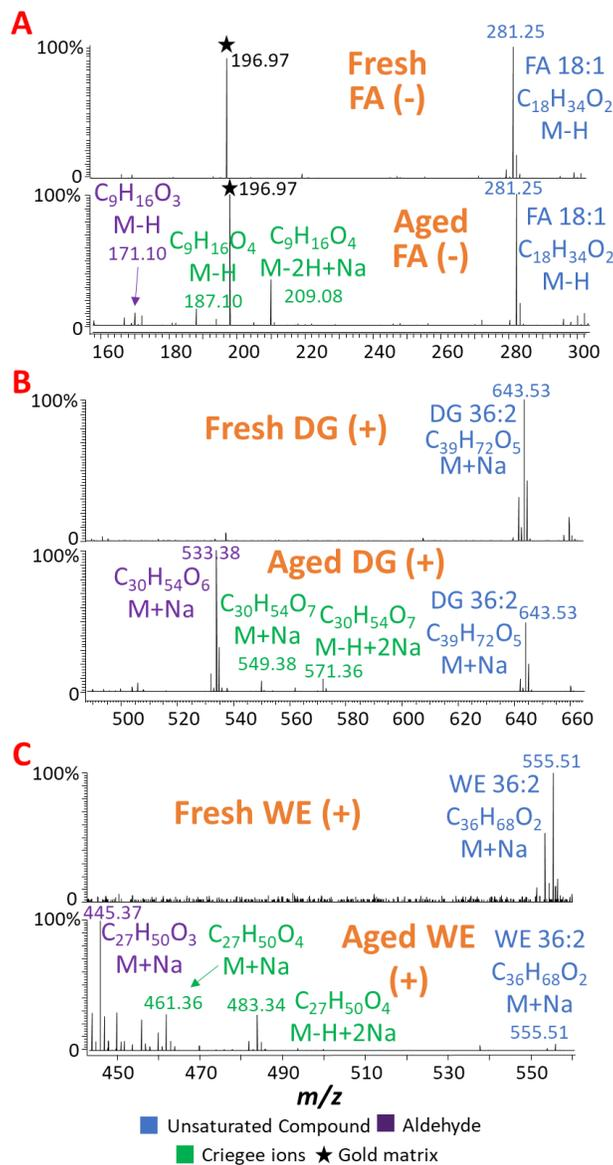 A
100%
★
196.97
Fresh
FA (-)
281.25
FA 18:1
C₁₈H₃₄O₂
M-H
0
C₉H₁₆O₃
M-H
171.10
C₉H₁₆O₄
M-H
187.10
★196.97
100%
C₉H₁₆O₄
M-2H+Na
209.08
Aged
FA (-)
281.25
FA 18:1
C₁₈H₃₄O₂
M-H
0
160 180 200 220 240 260 280 300
B
100%
Fresh DG (+)
643.53
DG 36:2
C₃₉H₇₂O₅
M+Na
0
100%
533.38
Aged DG (+)
C₃₀H₅₄O₆
M+Na
C₃₀H₅₄O₇
M+Na
549.38
C₃₀H₅₄O₇
M-H+2Na
571.36
DG 36:2
643.53
C₃₉H₇₂O₅
M+Na
0
500 520 540 560 580 600 620 640 660
C
100%
Fresh WE (+)
555.51
WE 36:2
C₃₆H₆₈O₂
M+Na
0
100%
445.37
C₂₇H₅₀O₃
M+Na
C₂₇H₅₀O₄
M+Na
461.36
483.34
C₂₇H₅₀O₄
M-H+2Na
Aged WE
(+)
WE 36:2
C₃₆H₆₈O₂
M+Na
555.51
0
450 470 490 510 530 550
m/z
Unsaturated Compound Aldehyde
Criegee ions ★ Gold matrix